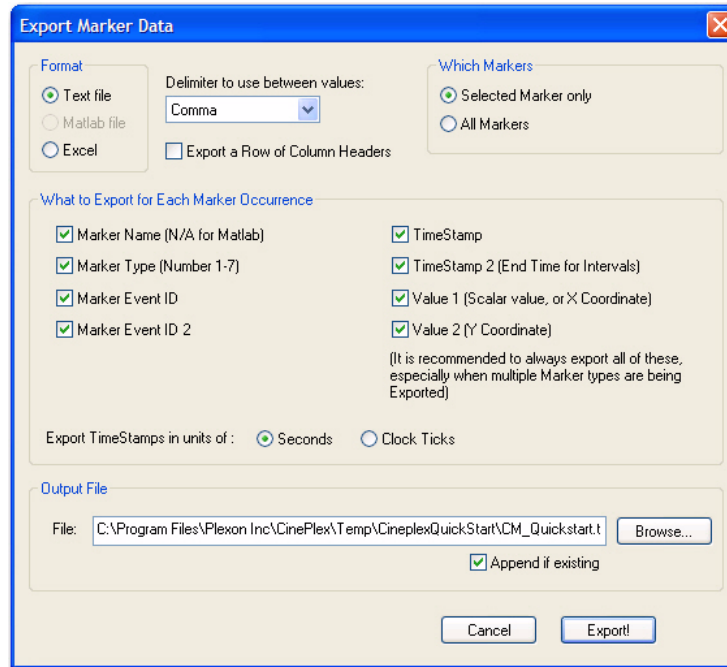 Export Marker Data
Format
Text file
Matlab file
Excel
Delimiter to use between values:
Comma
Export a Row of Column Headers
Which Markers
Selected Marker only
All Markers
What to Export for Each Marker Occurrence
Marker Name (N/A for Matlab)
Marker Type (Number 1-7)
Marker Event ID
Marker Event ID 2
TimeStamp
TimeStamp 2 (End Time for Intervals)
Value 1 (Scalar value, or X Coordinate)
Value 2 (Y Coordinate)
(It is recommended to always export all of these,
especially when multiple Marker types are being
Exported)
Export TimeStamps in units of :
Seconds
Clock Ticks
Output File
File:
C:\Program Files\Plexon Inc\CinePlex\Temp\CineplexQuickStart\CM_Quickstart.t
Browse...
Append if existing
Cancel
Export!